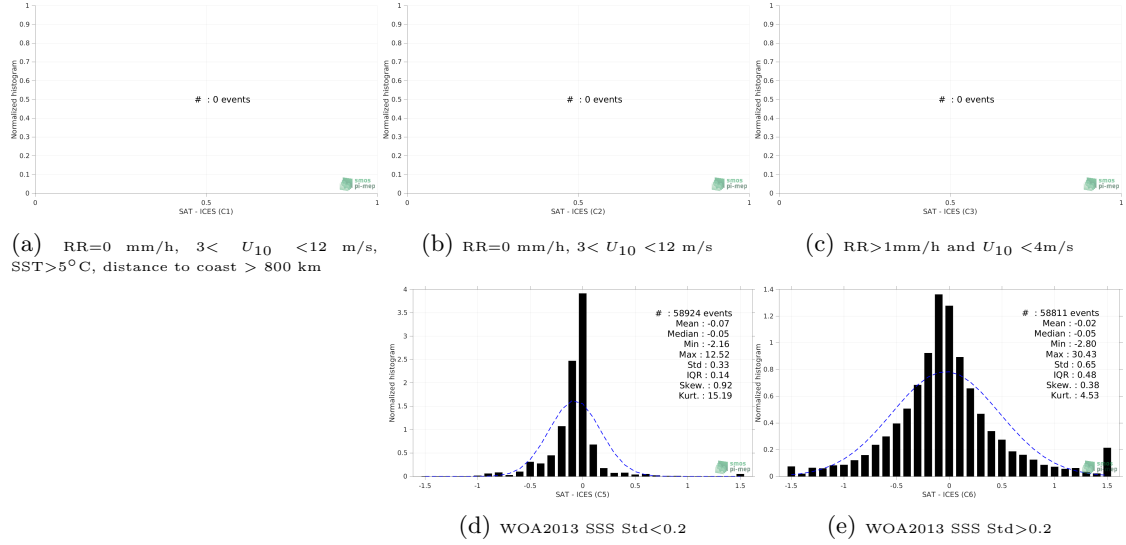 1
0.9
0.8
0.7
0.6
0.5
0.4
0.3
0.2
0.1
0
Normalized histogram
# : 0 events
smos
pi-mep
0 0.5 1
SAT - ICES (C1)
1
0.9
0.8
0.7
0.6
0.5
0.4
0.3
0.2
0.1
0
Normalized histogram
# : 0 events
smos
pi-mep
0 0.5 1
SAT - ICES (C2)
1
0.9
0.8
0.7
0.6
0.5
0.4
0.3
0.2
0.1
0
Normalized histogram
# : 0 events
smos
pi-mep
0 0.5 1
SAT - ICES (C3)
(a) RR=0 mm/h, 3< U10 <12 m/s,
SST>5°C, distance to coast > 800 km
(b) RR=0 mm/h, 3< U10 <12 m/s
(c) RR>1mm/h and U10 <4m/s
4
3.5
3
2.5
2
1.5
1
0.5
0
Normalized histogram
# : 58924 events
Mean : -0.07
Median : -0.05
Min : -2.16
Max : 12.52
Std : 0.33
IQR : 0.14
Skew. : 0.92
Kurt. : 15.19
smos
pi-mep
-1.5 -1 -0.5 0 0.5 1 1.5
SAT - ICES (C5)
1.4
1.2
1
0.8
0.6
0.4
0.2
0
Normalized histogram
# : 58811 events
Mean : -0.02
Median : -0.05
Min : -2.80
Max : 30.43
Std : 0.65
IQR : 0.48
Skew. : 0.38
Kurt. : 4.53
smos
pi-mep
-1.5 -1 -0.5 0 0.5 1 1.5
SAT - ICES (C6)
(d) WOA2013 SSS Std<0.2
(e) WOA2013 SSS Std>0.2